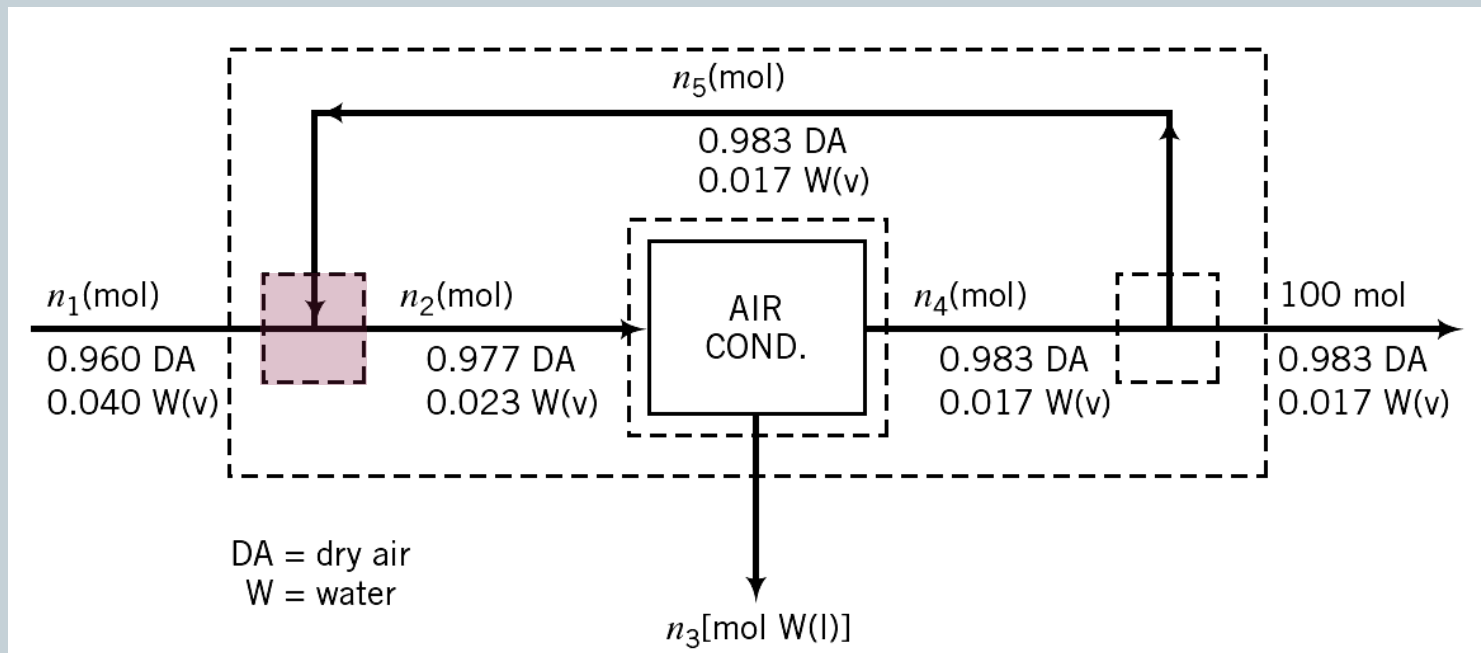 n5(mol)
0.983 DA
0.017 W(v)
n1(mol)
0.960 DA
0.040 W(v)
n2(mol)
0.977 DA
0.023 W(v)
AIR
COND.
n4(mol)
0.983 DA
0.017 W(v)
100 mol
0.983 DA
0.017 W(v)
DA = dry air
W = water
n3[mol W(l)]